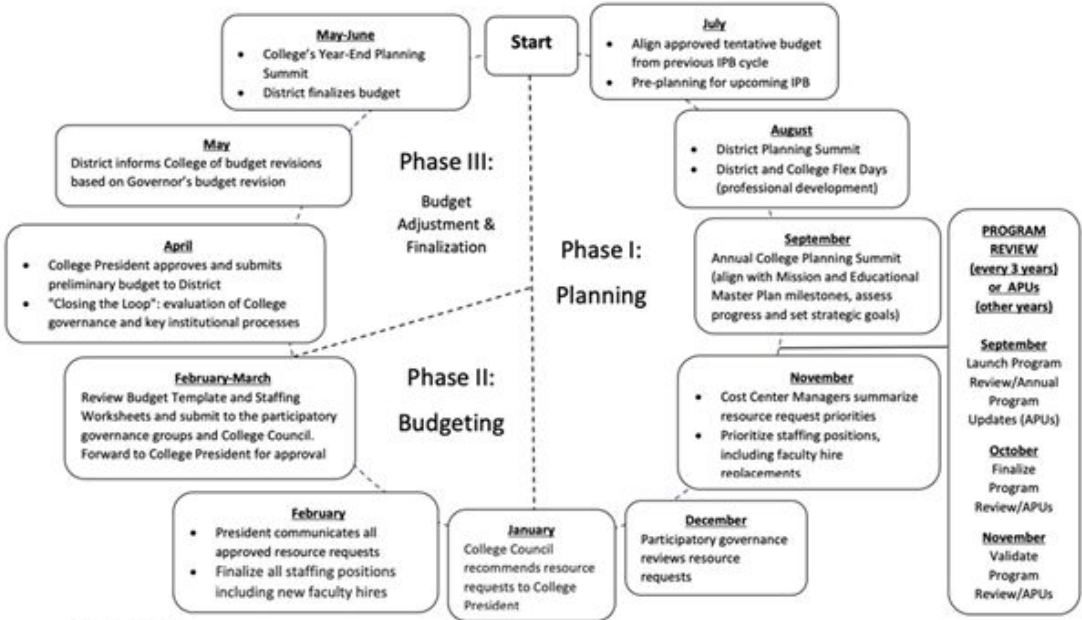 Start
July
• Align approved tentative budget
from previous IPB cycle
• Pre-planning for upcoming IPB
August
• District Planning Summit
• District and College Flex Days
(professional development)
September
Annual College Planning Summit
(align with Mission and Educational
Master Plan milestones, assess
progress and set strategic goals)
PROGRAM
REVIEW
(every 3 years)
or APUs
(other years)
September
Launch Program
Review/Annual
Program
Updates (APUs)
October
Finalize
Program
Review/APUs
November
Validate
Program
Review/APUs
November
• Cost Center Managers summarize
resource request priorities
• Prioritize staffing positions,
including faculty hire
replacements
December
Participatory governance
reviews resource
requests
January
College Council
recommends resource
requests to College
President
February
• President communicates all
approved resource requests
• Finalize all staffing positions
including new faculty hires
February-March
Review Budget Template and Staffing
Worksheets and submit to the participatory
governance groups and College Council.
Forward to College President for approval
April
• College President approves and submits
preliminary budget to District
• "Closing the Loop": evaluation of College
governance and key institutional processes
May
District informs College of budget revisions
based on Governor's budget revision
May-June
• College's Year-End Planning
Summit
• District finalizes budget
Phase I:
Planning
Phase II:
Budgeting
Phase III:
Budget
Adjustment &
Finalization